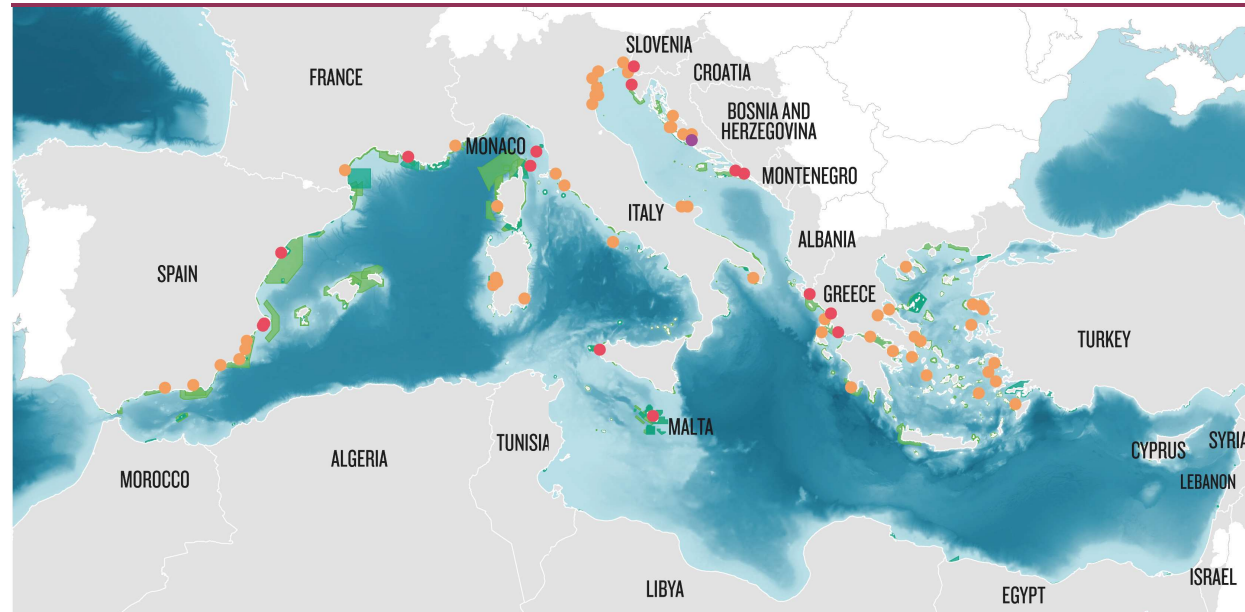 SLOVENIA
FRANCE
CROATIA
BOSNIA AND
HERZEGOVINA
MONACO
MONTENEGRO
ITALY
ALBANIA
SPAIN
GREECE
TURKEY
MALTA
TUNISIA
SYRIA
CYPRUS
ALGERIA
MOROCCO
LEBANON
ISRAEL
LIBYA
EGYPT